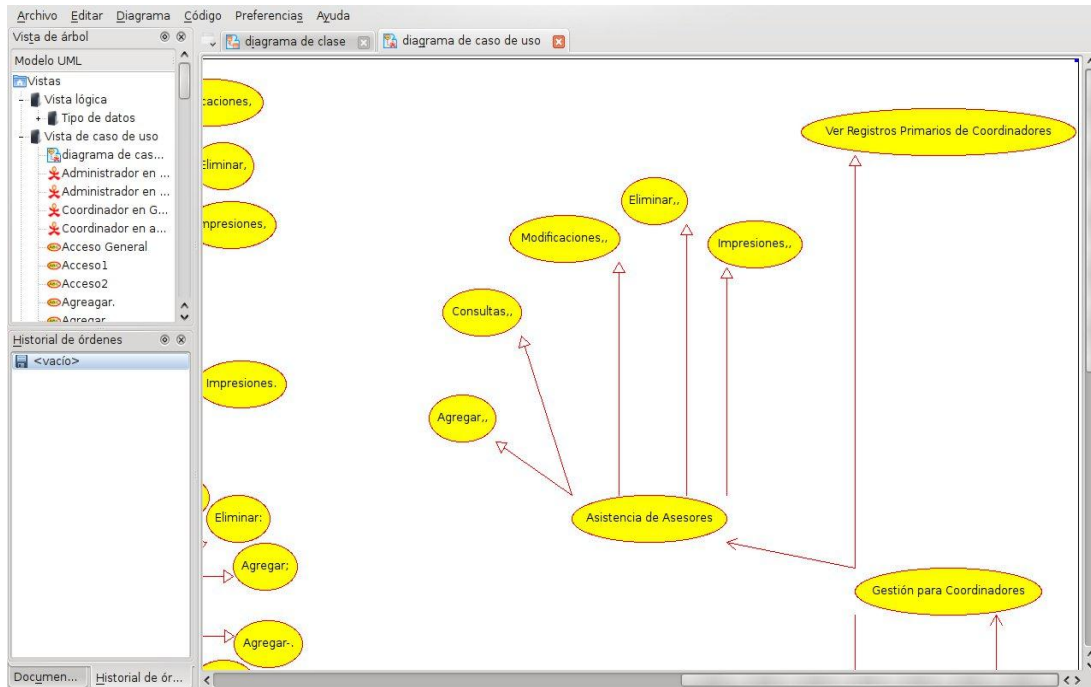 Archivo Editar Diagrama Código Preferencias Ayuda
Vista de árbol
diagrama de clase
diagrama de caso de uso
Modelo UML
Vistas
Vista lógica
Tipo de datos
Vista de caso de uso
diagrama de cas...
Administrador en ...
Administrador en ...
Coordinador en G...
Coordinador en a...
Acceso General
Acceso1
Acceso2
Agreagar.
Agregar
Historial de órdenes
<vacío>
Documen...
Historial de ór...
caciones,
Eliminar,
mpresiones,
Impresiones.
Eliminar:
Agregar;
Agregar-.
Ver Registros Primarios de Coordinadores
Eliminar,,
Modificaciones,,
Impresiones,,
Consultas,,
Agregar,,
Asistencia de Asesores
Gestión para Coordinadores